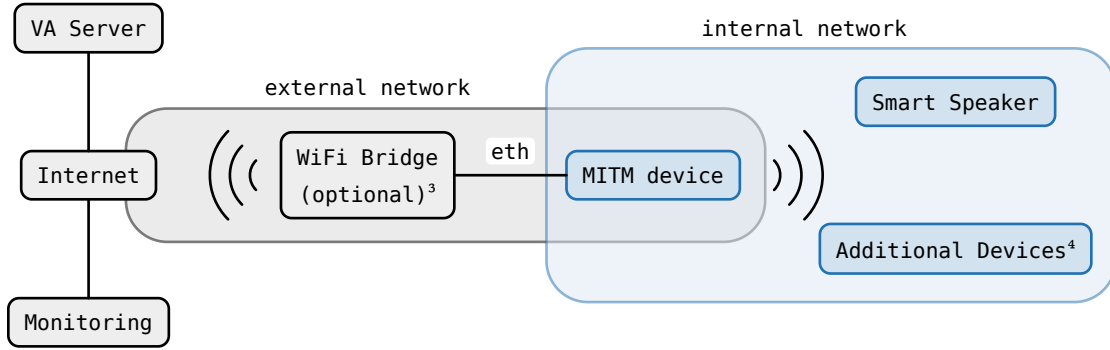 VA Server
internal network
external network
Smart Speaker
WiFi Bridge
(optional)³
eth
Internet
MITM device
Additional Devices⁴
Monitoring